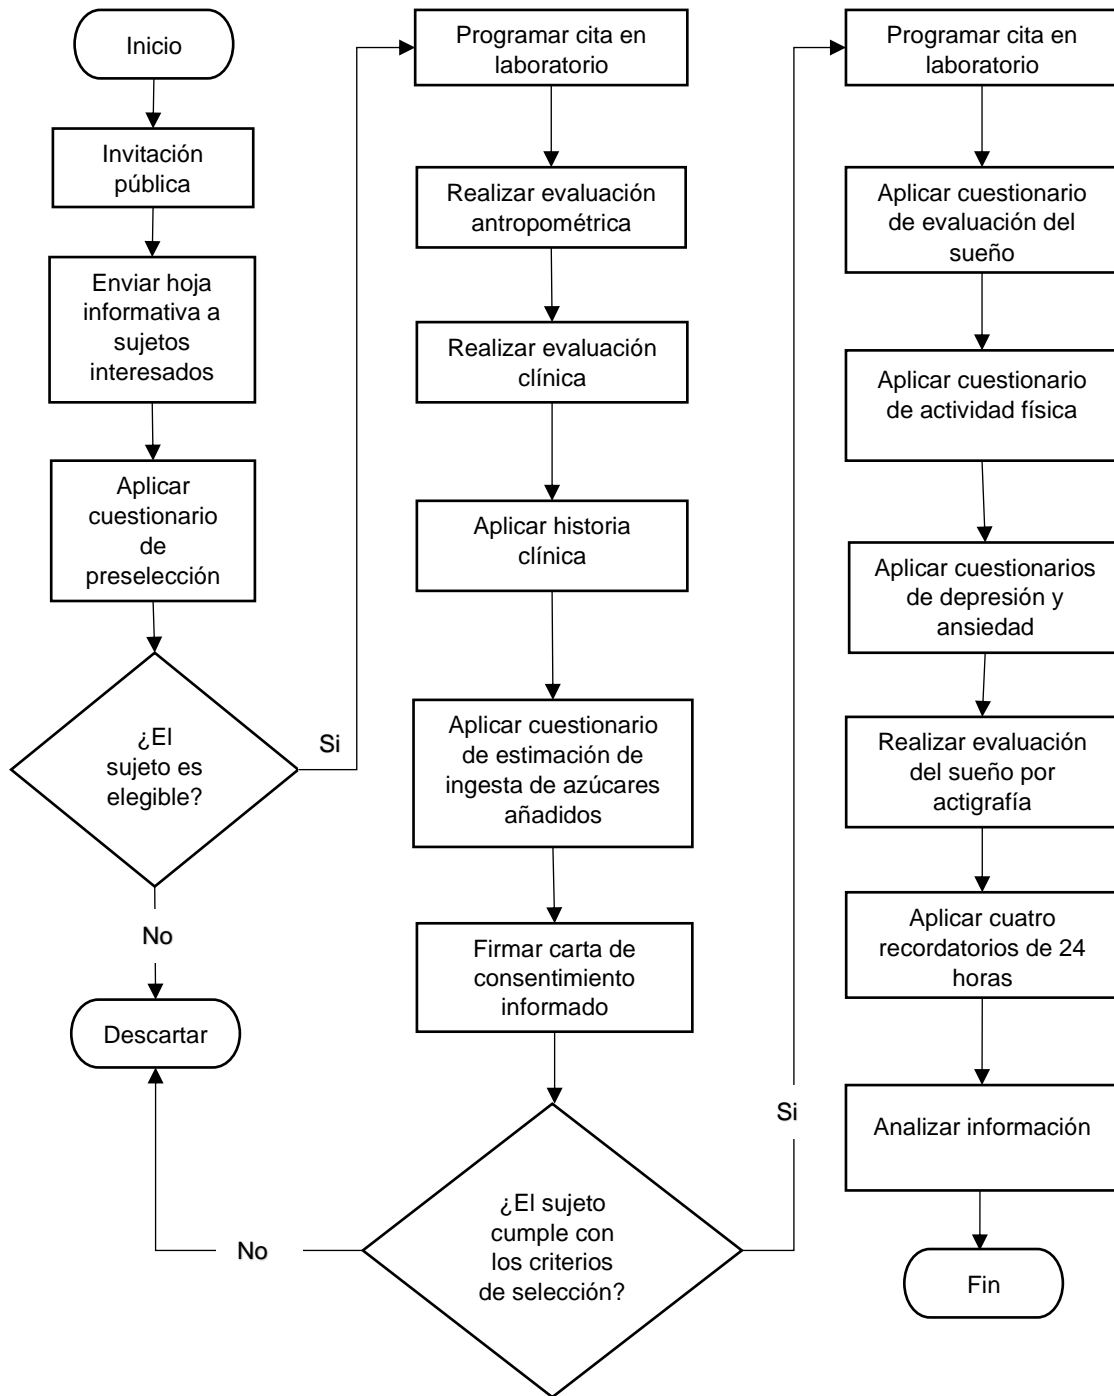 Inicio
Invitación
pública
Enviar hoja
informativa a
sujetos
interesados
Aplicar
cuestionario
de
preselección
¿El
sujeto es
elegible?
Si
No
Descartar
Programar cita en
laboratorio
Realizar evaluación
antropométrica
Realizar evaluación
clínica
Aplicar historia
clínica
Aplicar cuestionario
de estimación de
ingesta de azúcares
añadidos
Firmar carta de
consentimiento
informado
¿El sujeto
cumple con
los criterios
de selección?
No
Si
Programar cita en
laboratorio
Aplicar cuestionario
de evaluación del
sueño
Aplicar cuestionario
de actividad física
Aplicar cuestionarios
de depresión y
ansiedad
Realizar evaluación
del sueño por
actigrafía
Aplicar cuatro
recordatorios de 24
horas
Analizar información
Fin